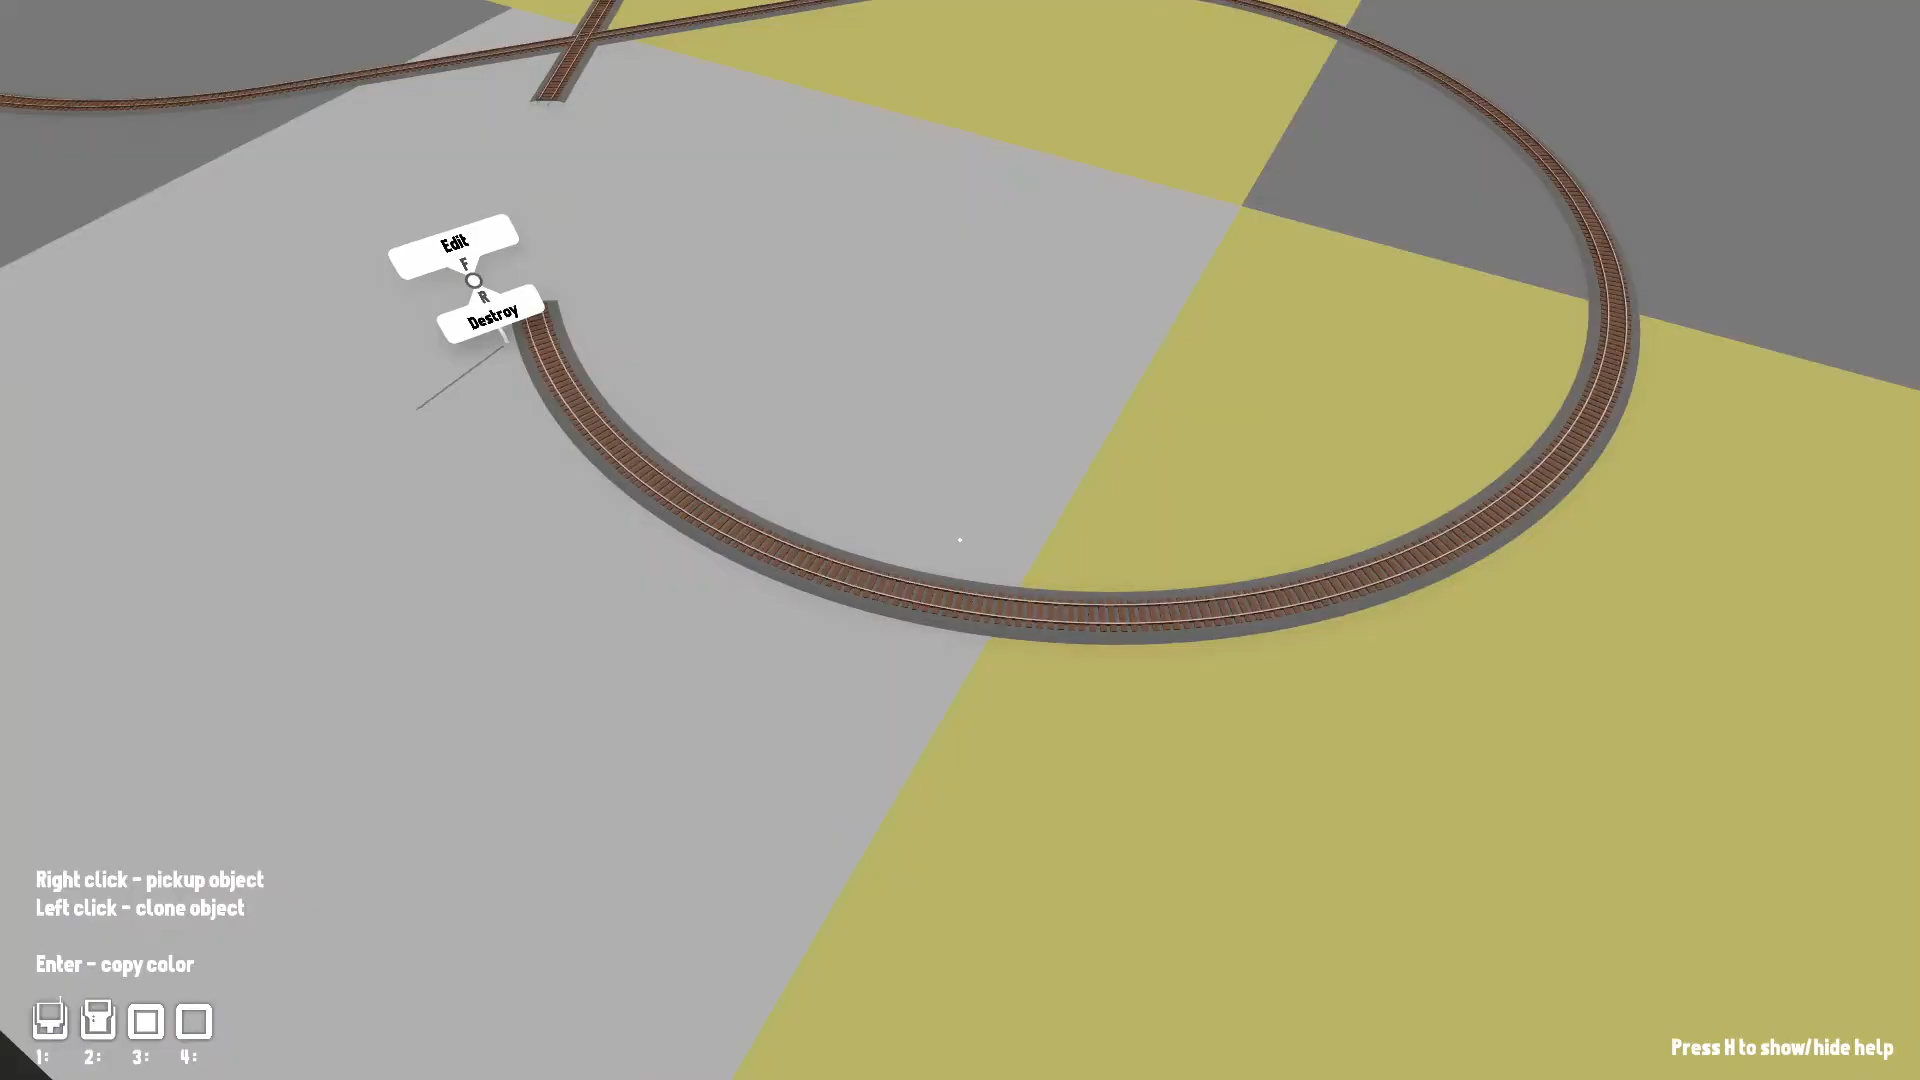 Edit
F
R
Destroy
Right click - pickup object
Left click - clone object
Enter - copy color
1: 2: 3: 4:
Press H to show/hide help